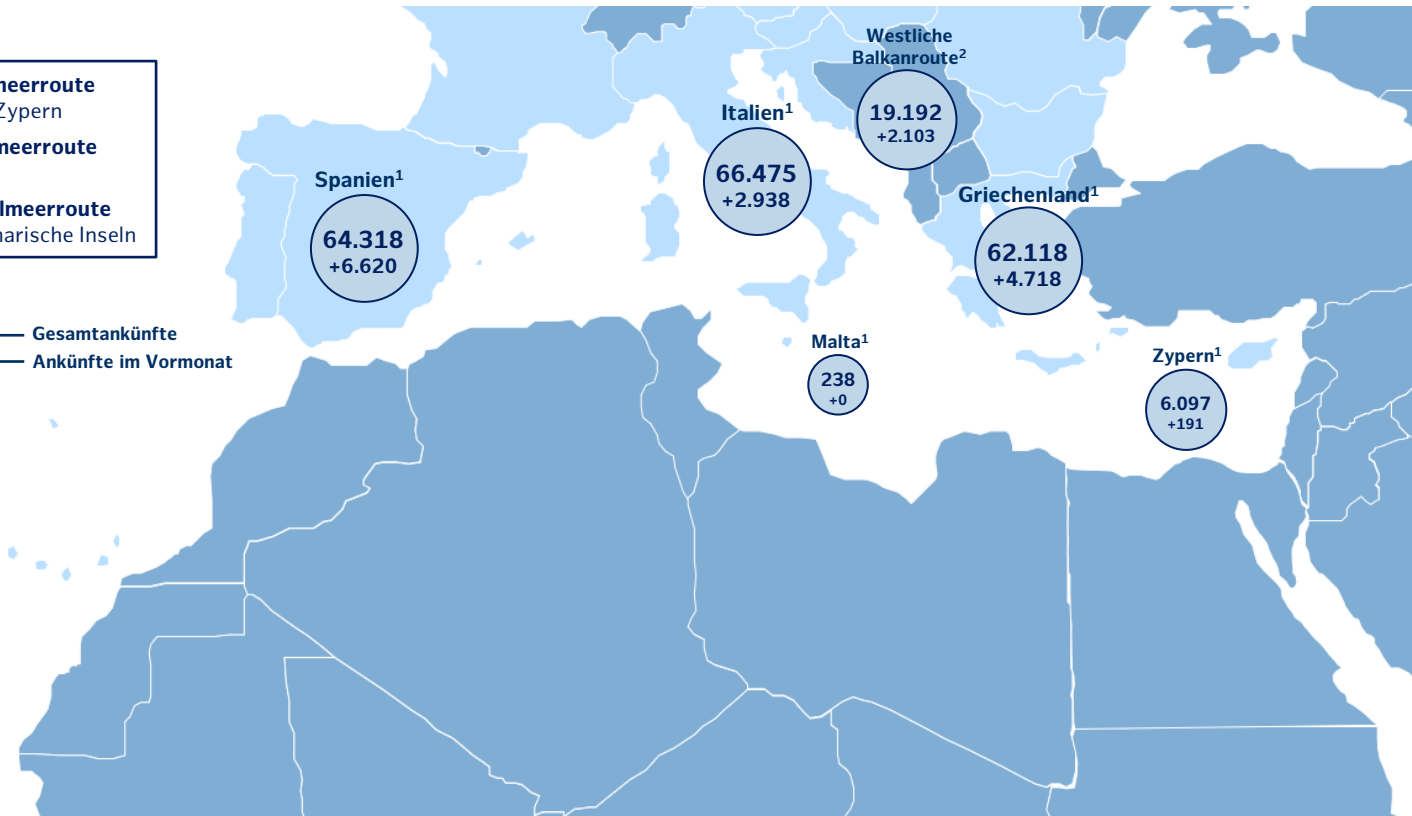 meerroute
Zypern
meerroute
lmeerroute
narische Inseln
Gesamtankünfte
Ankünfte im Vormonat
Spanien¹
64.318
+6.620
Italien¹
66.475
+2.938
Westliche
Balkanroute²
19.192
+2.103
Griechenland¹
62.118
+4.718
Malta¹
238
+0
Zypern¹
6.097
+191